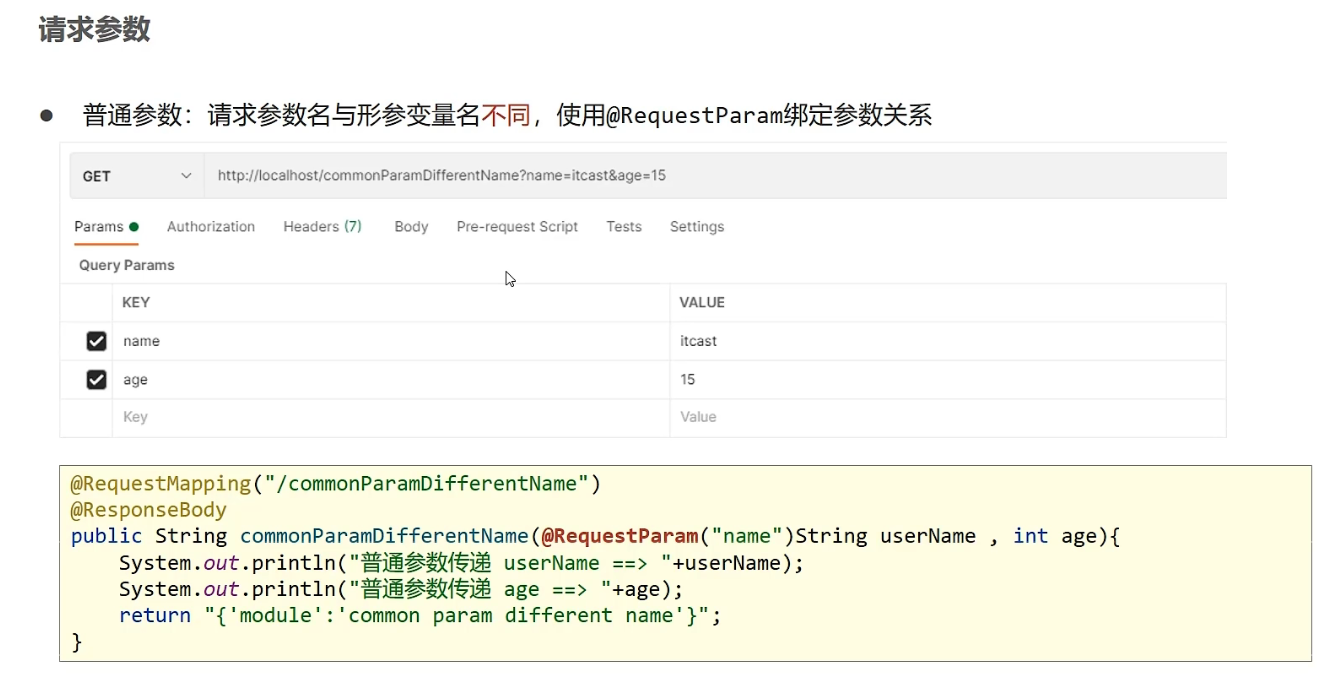 请求参数
● 普通参数：请求参数名与形参变量名不同，使用@RequestParam绑定参数关系
GET http://localhost/commonParamDifferentName?name=itcast&age=15
Params Authorization Headers (7) Body Pre-request Script Tests Settings
Query Params
KEY VALUE
name itcast
age 15
Key Value
@RequestMapping("/commonParamDifferentName")
@ResponseBody
public String commonParamDifferentName(@RequestParam("name")String userName , int age){
    System.out.println("普通参数传递 userName ==> "+userName);
    System.out.println("普通参数传递 age ==> "+age);
    return "{'module':'common param different name'}";
}